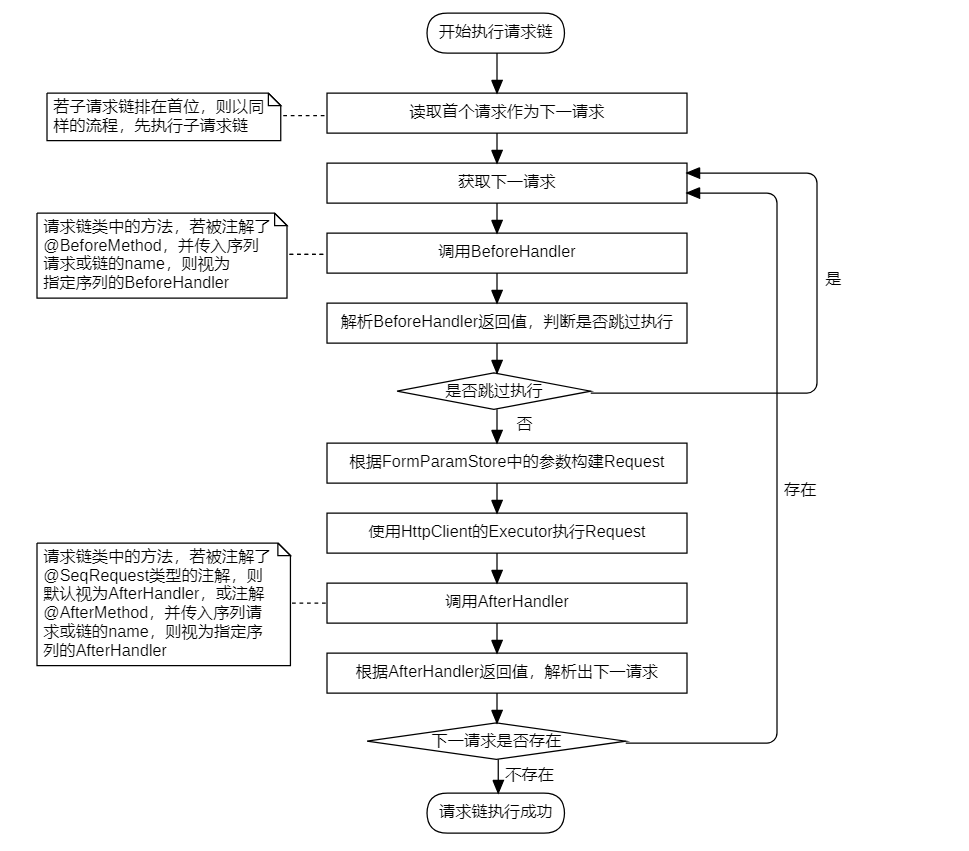 开始执行请求链
若子请求链排在首位，则以同
样的流程，先执行子请求链
读取首个请求作为下一请求
获取下一请求
请求链类中的方法，若被注解了
@BeforeMethod，并传入序列
请求或链的name，则视为
指定序列的BeforeHandler
调用BeforeHandler
是
解析BeforeHandler返回值，判断是否跳过执行
是否跳过执行
否
根据FormParamStore中的参数构建Request
存在
使用HttpClient的Executor执行Request
请求链类中的方法，若被注解了
@SeqRequest类型的注解，则
默认视为AfterHandler，或注解
@AfterMethod，并传入序列请
求或链的name，则视为指定序
列的AfterHandler
调用AfterHandler
根据AfterHandler返回值，解析出下一请求
下一请求是否存在
不存在
请求链执行成功